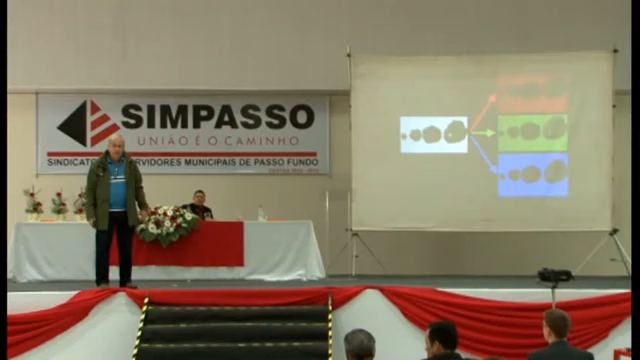 SIMPASSO
UNIÃO É O CAMINHO
SINDICATO SERVIDORES MUNICIPAIS DE PASSO FUNDO